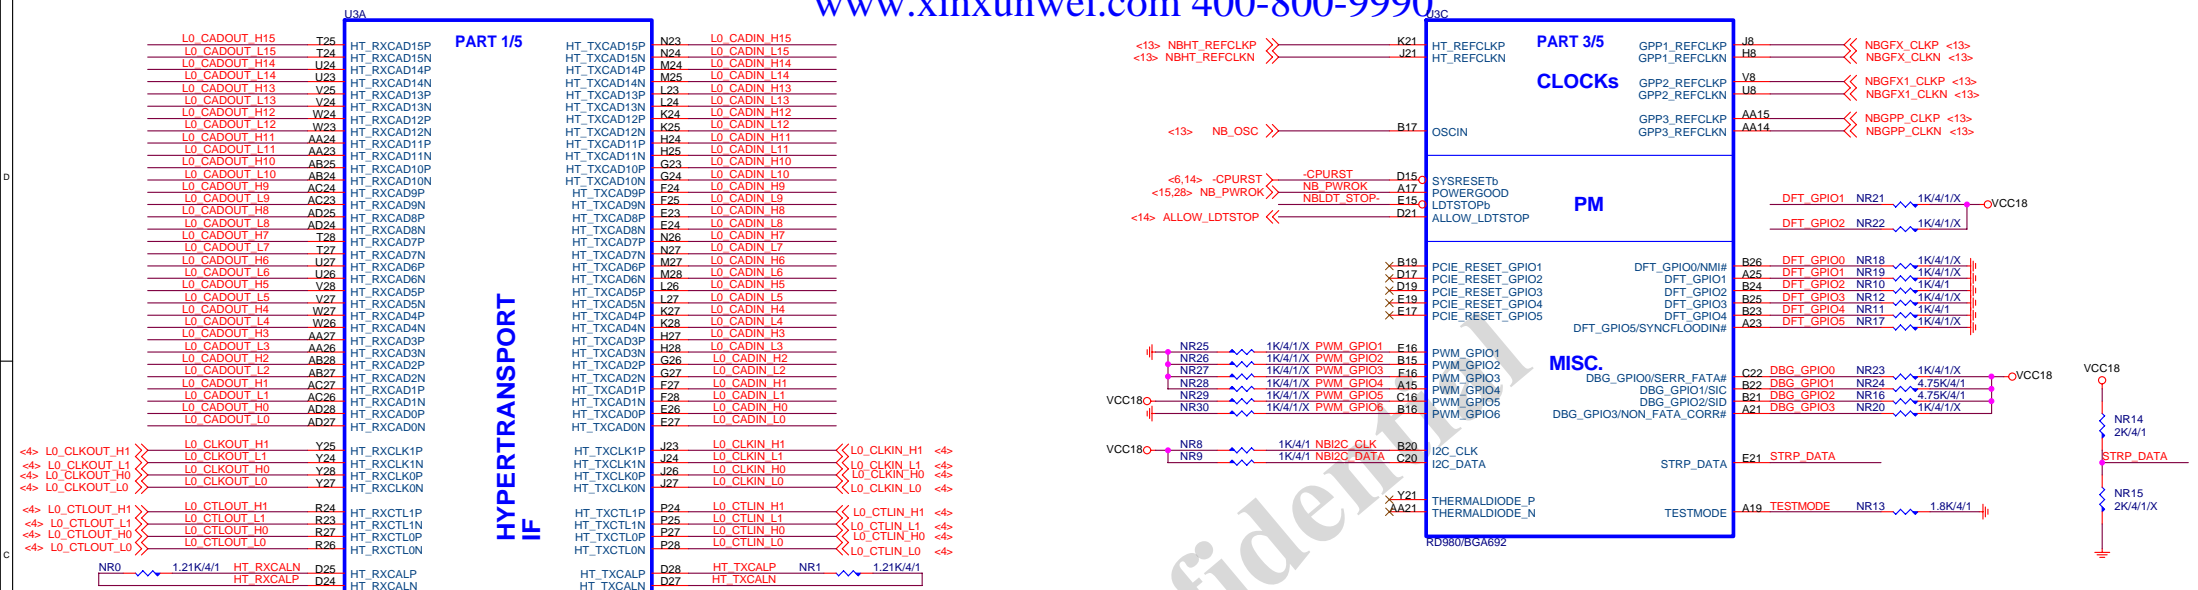 www.xinxunwei.com 400-800-9990
U3A
PART 1/5
HYPERTRANSPORT
IF
L0_CADOUT_H15 T25 HT_RXCAD15P HT_TXCAD15P N23 L0_CADIN_H15
L0_CADOUT_L15 T24 HT_RXCAD15N HT_TXCAD15N N24 L0_CADIN_L15
L0_CADOUT_H14 U24 HT_RXCAD14P HT_TXCAD14P M24 L0_CADIN_H14
L0_CADOUT_L14 U23 HT_RXCAD14N HT_TXCAD14N M25 L0_CADIN_L14
L0_CADOUT_H13 V25 HT_RXCAD13P HT_TXCAD13P L23 L0_CADIN_H13
L0_CADOUT_L13 V24 HT_RXCAD13N HT_TXCAD13N L24 L0_CADIN_L13
L0_CADOUT_H12 W24 HT_RXCAD12P HT_TXCAD12P K24 L0_CADIN_H12
L0_CADOUT_L12 W23 HT_RXCAD12N HT_TXCAD12N K25 L0_CADIN_L12
L0_CADOUT_H11 AA24 HT_RXCAD11P HT_TXCAD11P H24 L0_CADIN_H11
L0_CADOUT_L11 AA23 HT_RXCAD11N HT_TXCAD11N H25 L0_CADIN_L11
L0_CADOUT_H10 AB25 HT_RXCAD10P HT_TXCAD10P G23 L0_CADIN_H10
L0_CADOUT_L10 AB24 HT_RXCAD10N HT_TXCAD10N G24 L0_CADIN_L10
L0_CADOUT_H9 AC24 HT_RXCAD9P HT_TXCAD9P F24 L0_CADIN_H9
L0_CADOUT_L9 AC23 HT_RXCAD9N HT_TXCAD9N F25 L0_CADIN_L9
L0_CADOUT_H8 AD25 HT_RXCAD8P HT_TXCAD8P E23 L0_CADIN_H8
L0_CADOUT_L8 AD24 HT_RXCAD8N HT_TXCAD8N E24 L0_CADIN_L8
L0_CADOUT_H7 T28 HT_RXCAD7P HT_TXCAD7P N26 L0_CADIN_H7
L0_CADOUT_L7 T27 HT_RXCAD7N HT_TXCAD7N N27 L0_CADIN_L7
L0_CADOUT_H6 U27 HT_RXCAD6P HT_TXCAD6P M27 L0_CADIN_H6
L0_CADOUT_L6 U26 HT_RXCAD6N HT_TXCAD6N M28 L0_CADIN_L6
L0_CADOUT_H5 V28 HT_RXCAD5P HT_TXCAD5P L26 L0_CADIN_H5
L0_CADOUT_L5 V27 HT_RXCAD5N HT_TXCAD5N L27 L0_CADIN_L5
L0_CADOUT_H4 W27 HT_RXCAD4P HT_TXCAD4P K27 L0_CADIN_H4
L0_CADOUT_L4 W26 HT_RXCAD4N HT_TXCAD4N K28 L0_CADIN_L4
L0_CADOUT_H3 AA27 HT_RXCAD3P HT_TXCAD3P H27 L0_CADIN_H3
L0_CADOUT_L3 AA26 HT_RXCAD3N HT_TXCAD3N H28 L0_CADIN_L3
L0_CADOUT_H2 AB28 HT_RXCAD2P HT_TXCAD2P G26 L0_CADIN_H2
L0_CADOUT_L2 AB27 HT_RXCAD2N HT_TXCAD2N G27 L0_CADIN_L2
L0_CADOUT_H1 AC27 HT_RXCAD1P HT_TXCAD1P F27 L0_CADIN_H1
L0_CADOUT_L1 AC26 HT_RXCAD1N HT_TXCAD1N F28 L0_CADIN_L1
L0_CADOUT_H0 AD28 HT_RXCAD0P HT_TXCAD0P E26 L0_CADIN_H0
L0_CADOUT_L0 AD27 HT_RXCAD0N HT_TXCAD0N E27 L0_CADIN_L0
<4> L0_CLKOUT_H1 L0_CLKOUT_H1 Y25 HT_RXCLK1P HT_TXCLK1P J23 L0_CLKIN_H1 L0_CLKIN_H1 <4>
<4> L0_CLKOUT_L1 L0_CLKOUT_L1 Y24 HT_RXCLK1N HT_TXCLK1N J24 L0_CLKIN_L1 L0_CLKIN_L1 <4>
<4> L0_CLKOUT_H0 L0_CLKOUT_H0 Y28 HT_RXCLK0P HT_TXCLK0P J26 L0_CLKIN_H0 L0_CLKIN_H0 <4>
<4> L0_CLKOUT_L0 L0_CLKOUT_L0 Y27 HT_RXCLK0N HT_TXCLK0N J27 L0_CLKIN_L0 L0_CLKIN_L0 <4>
<4> L0_CTLOUT_H1 L0_CTLOUT_H1 R24 HT_RXCTL1P HT_TXCTL1P P24 L0_CTLIN_H1 L0_CTLIN_H1 <4>
<4> L0_CTLOUT_L1 L0_CTLOUT_L1 R23 HT_RXCTL1N HT_TXCTL1N P25 L0_CTLIN_L1 L0_CTLIN_L1 <4>
<4> L0_CTLOUT_H0 L0_CTLOUT_H0 R27 HT_RXCTL0P HT_TXCTL0P P27 L0_CTLIN_H0 L0_CTLIN_H0 <4>
<4> L0_CTLOUT_L0 L0_CTLOUT_L0 R26 HT_RXCTL0N HT_TXCTL0N P28 L0_CTLIN_L0 L0_CTLIN_L0 <4>
NR0 1.21K/4/1 HT_RXCALN D25 HT_RXCALP HT_TXCALP D28 HT_TXCALP NR1 1.21K/4/1
HT_RXCALP D24 HT_RXCALN HT_TXCALN D27 HT_TXCALN
D
C
U3C
PART 3/5
CLOCKs
<13> NBHT_REFCLKP K21 HT_REFCLKP GPP1_REFCLKP J8 NBGFX_CLKP <13>
<13> NBHT_REFCLKN J21 HT_REFCLKN GPP1_REFCLKN H8 NBGFX_CLKN <13>
GPP2_REFCLKP V8 NBGFX1_CLKP <13>
GPP2_REFCLKN U8 NBGFX1_CLKN <13>
GPP3_REFCLKP AA15 NBGPP_CLKP <13>
<13> NB_OSC B17 OSCIN GPP3_REFCLKN AA14 NBGPP_CLKN <13>
PM
<6,14> -CPURST -CPURST D15 SYSRESETb
<15,28> NB_PWROK NB_PWROK A17 POWERGOOD
NBLDT_STOP- E15 LDTSTOPb
<14> ALLOW_LDTSTOP D21 ALLOW_LDTSTOP
DFT_GPIO1 NR21 1K/4/1/X VCC18
DFT_GPIO2 NR22 1K/4/1/X
MISC.
B19 PCIE_RESET_GPIO1 DFT_GPIO0/NMI# B26 DFT_GPIO0 NR18 1K/4/1/X
D17 PCIE_RESET_GPIO2 DFT_GPIO1 A25 DFT_GPIO1 NR19 1K/4/1/X
D19 PCIE_RESET_GPIO3 DFT_GPIO2 B24 DFT_GPIO2 NR10 1K/4/1
E19 PCIE_RESET_GPIO4 DFT_GPIO3 B25 DFT_GPIO3 NR12 1K/4/1/X
E17 PCIE_RESET_GPIO5 DFT_GPIO4 B23 DFT_GPIO4 NR11 1K/4/1
DFT_GPIO5/SYNCFLOODIN# A23 DFT_GPIO5 NR17 1K/4/1/X
NR25 1K/4/1/X PWM_GPIO1 E16 PWM_GPIO1
NR26 1K/4/1/X PWM_GPIO2 B15 PWM_GPIO2
NR27 1K/4/1/X PWM_GPIO3 F16 PWM_GPIO3 DBG_GPIO0/SERR_FATA# C22 DBG_GPIO0 NR23 1K/4/1/X VCC18
NR28 1K/4/1/X PWM_GPIO4 A15 PWM_GPIO4 DBG_GPIO1/SIC B22 DBG_GPIO1 NR24 4.75K/4/1
VCC18 NR29 1K/4/1/X PWM_GPIO5 C16 PWM_GPIO5 DBG_GPIO2/SID B21 DBG_GPIO2 NR16 4.75K/4/1
NR30 1K/4/1/X PWM_GPIO6 B16 PWM_GPIO6 DBG_GPIO3/NON_FATA_CORR# A21 DBG_GPIO3 NR20 1K/4/1/X
VCC18 NR8 1K/4/1 NBI2C_CLK B20 I2C_CLK
NR9 1K/4/1 NBI2C_DATA C20 I2C_DATA STRP_DATA E21 STRP_DATA
Y21 THERMALDIODE_P
AA21 THERMALDIODE_N TESTMODE A19 TESTMODE NR13 1.8K/4/1
RD980/BGA692
VCC18
NR14
2K/4/1
STRP_DATA
NR15
2K/4/1/X
fidential